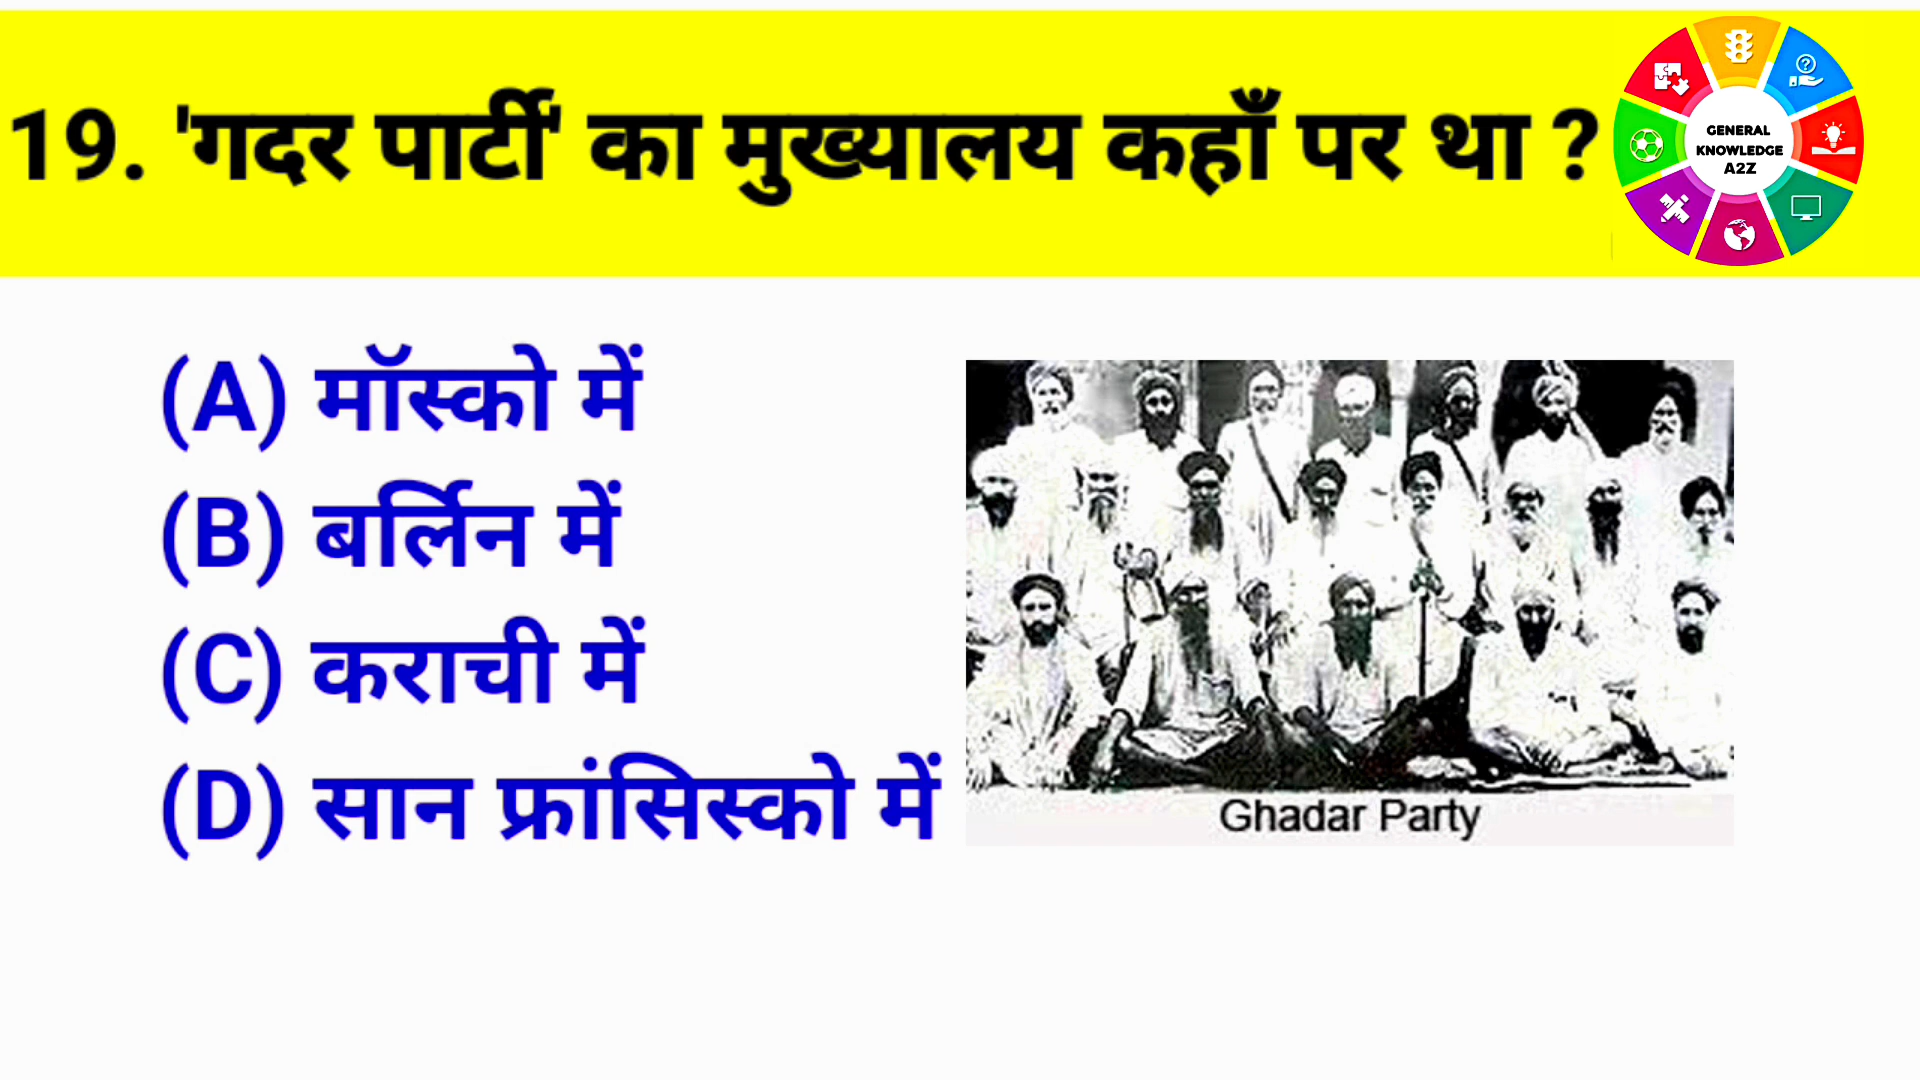 19. 'गदर पार्टी' का मुख्यालय कहाँ पर था ?
GENERAL
KNOWLEDGE
A2Z
(A) मॉस्को में
(B) बर्लिन में
(C) कराची में
(D) सान फ्रांसिस्को में
Ghadar Party